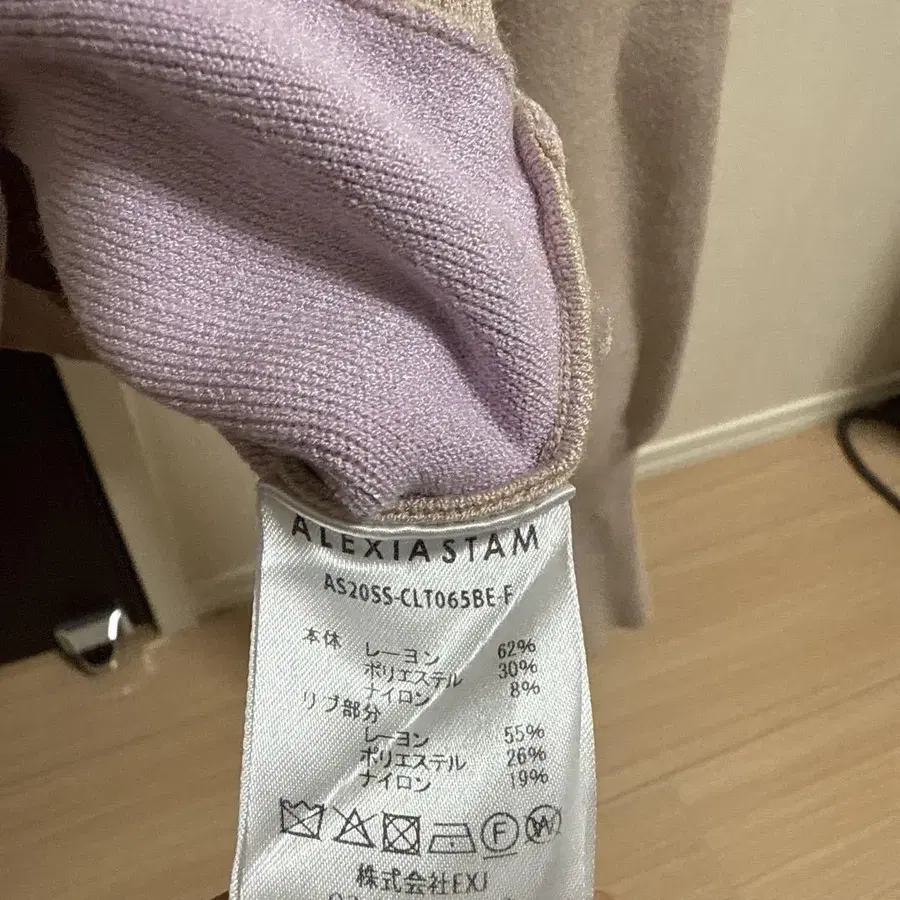 ALEXIASTAM
AS20SS-CLT065BE-F
本体
レーヨン 62%
ポリエステル 30%
ナイロン 8%
リブ部分
レーヨン 55%
ポリエステル 26%
ナイロン 19%
F W
株式会社EXJ